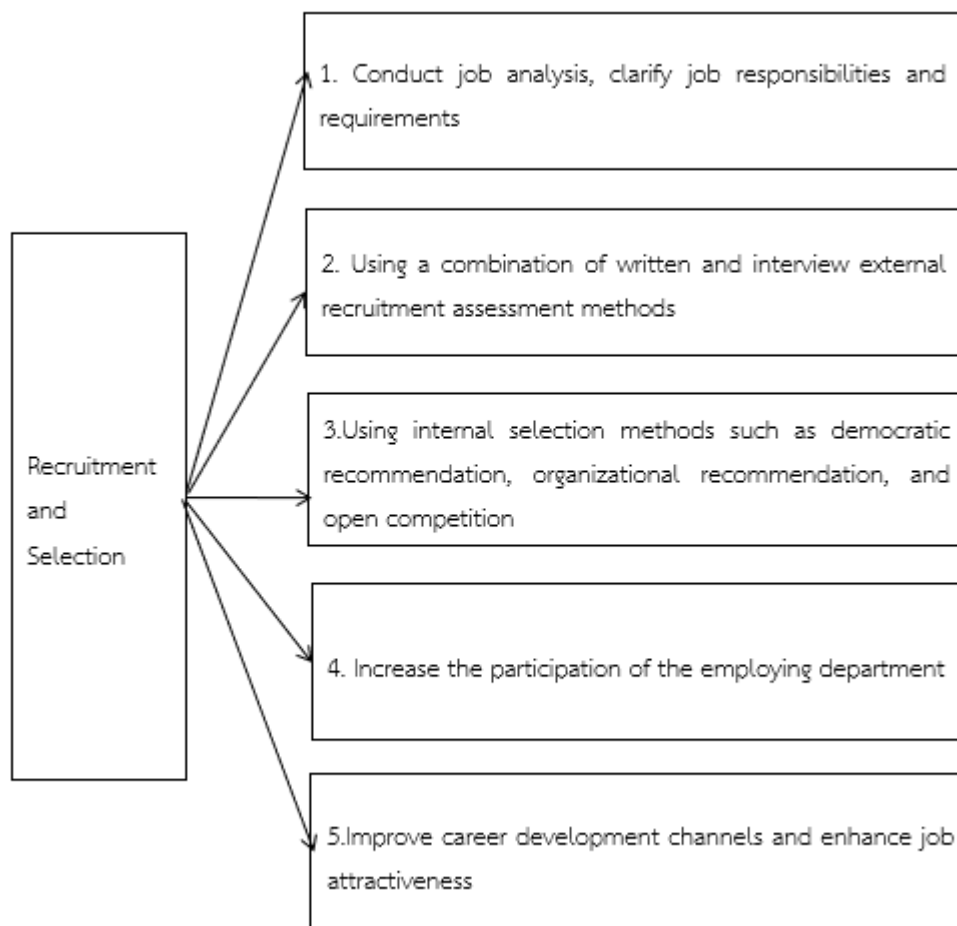 1. Conduct job analysis, clarify job responsibilities and
requirements
2. Using a combination of written and interview external
recruitment assessment methods
3.Using internal selection methods such as democratic
recommendation, organizational recommendation, and
open competition
Recruitment
and
Selection
4. Increase the participation of the employing department
5.Improve career development channels and enhance job
attractiveness